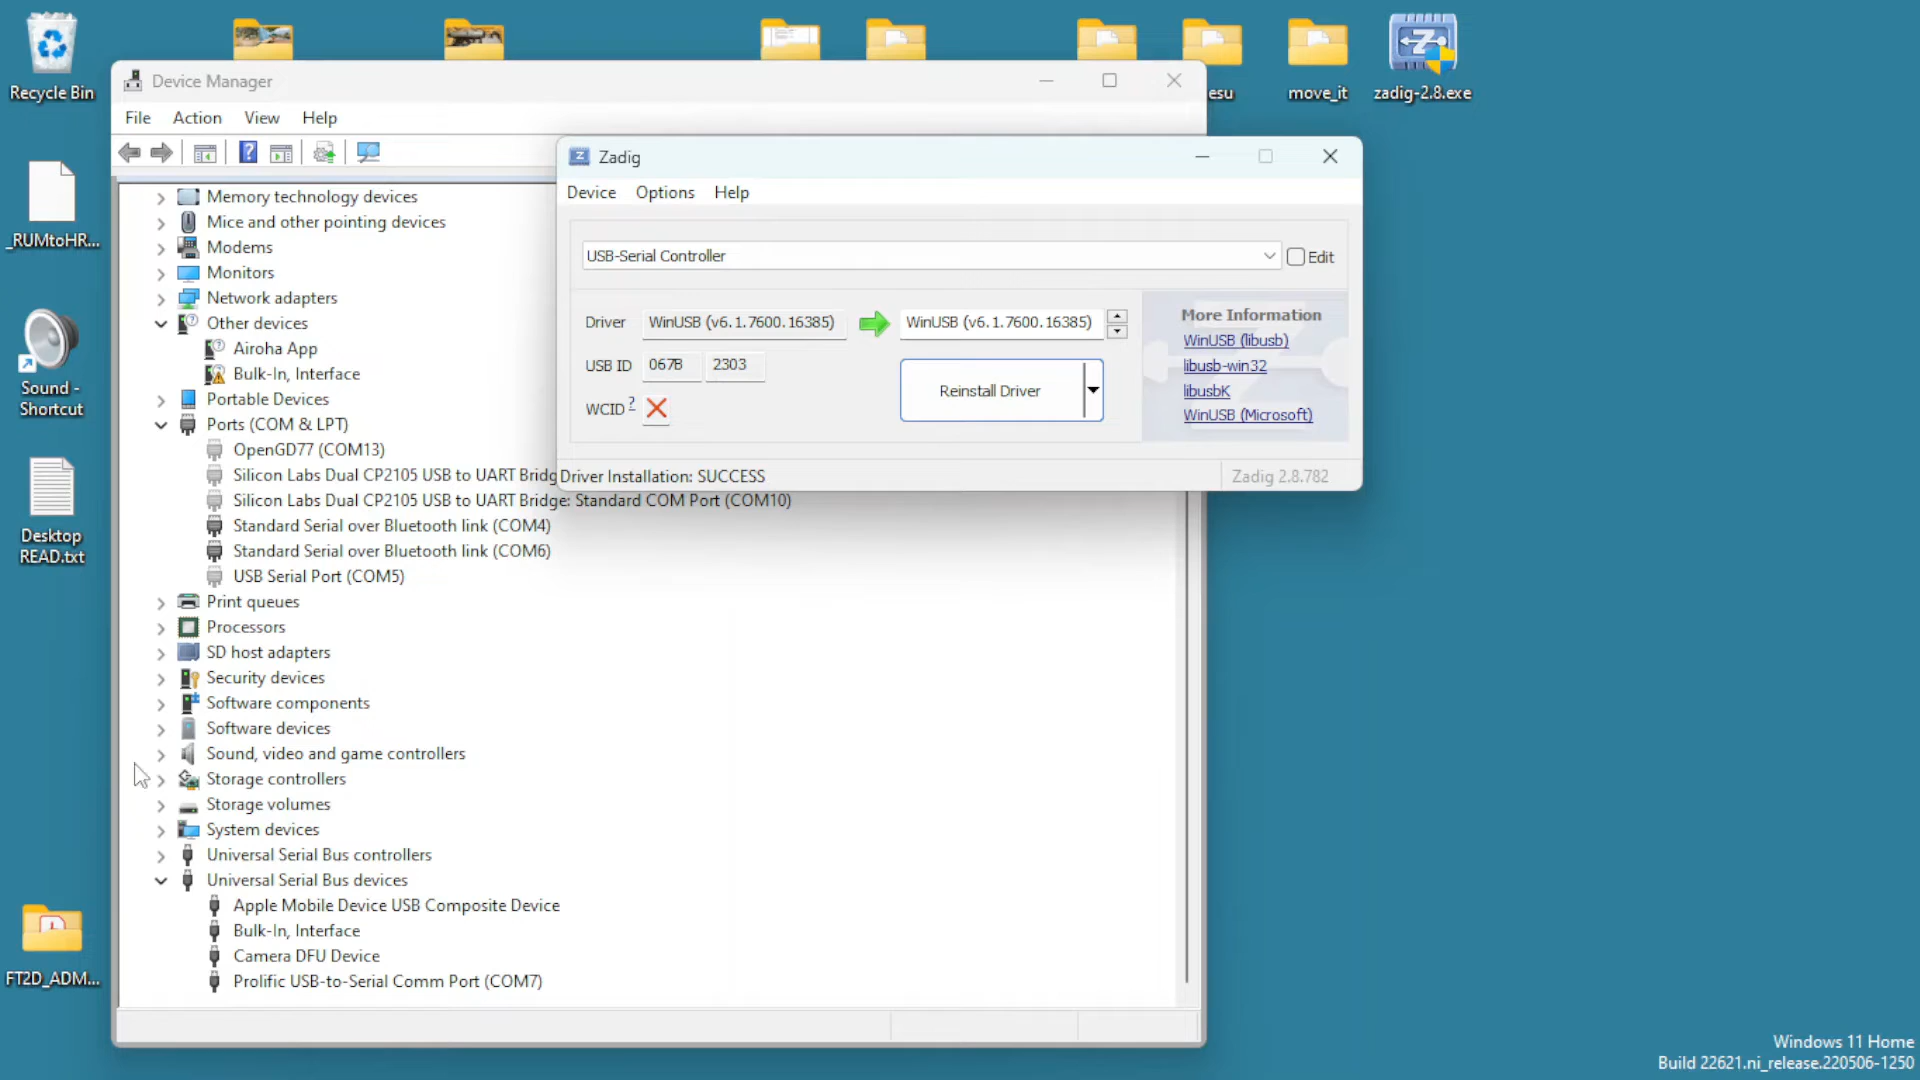 Recycle Bin
esu
move_it
zadig-2.8.exe
Device Manager
File Action View Help
_RUMtoHR...
Sound -
Shortcut
Desktop
READ.txt
FT2D_ADM...
Memory technology devices
Mice and other pointing devices
Modems
Monitors
Network adapters
Other devices
Airoha App
Bulk-In, Interface
Portable Devices
Ports (COM & LPT)
OpenGD77 (COM13)
Silicon Labs Dual CP2105 USB to UART Bridg
Silicon Labs Dual CP2105 USB to UART Bridge: Standard COM Port (COM10)
Standard Serial over Bluetooth link (COM4)
Standard Serial over Bluetooth link (COM6)
USB Serial Port (COM5)
Print queues
Processors
SD host adapters
Security devices
Software components
Software devices
Sound, video and game controllers
Storage controllers
Storage volumes
System devices
Universal Serial Bus controllers
Universal Serial Bus devices
Apple Mobile Device USB Composite Device
Bulk-In, Interface
Camera DFU Device
Prolific USB-to-Serial Comm Port (COM7)
Zadig
Device Options Help
USB-Serial Controller
Edit
Driver WinUSB (v6.1.7600.16385) WinUSB (v6.1.7600.16385)
USB ID 067B 2303
WCID ?
Reinstall Driver
More Information
WinUSB (libusb)
libusb-win32
libusbK
WinUSB (Microsoft)
Driver Installation: SUCCESS
Zadig 2.8.782
Windows 11 Home
Build 22621.ni_release.220506-1250